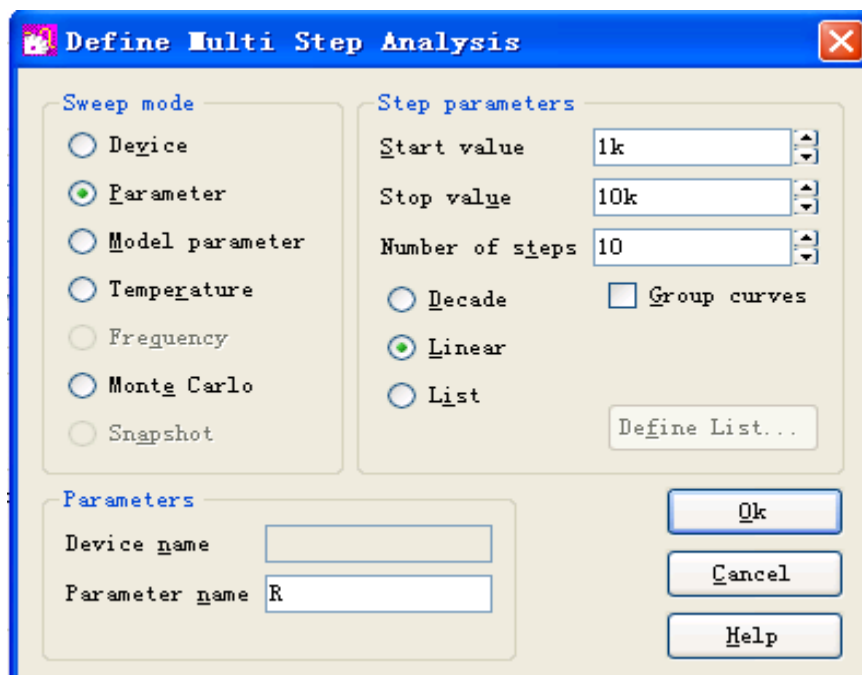 Define Multi Step Analysis
Sweep mode
Device
Parameter
Model parameter
Temperature
Frequency
Monte Carlo
Snapshot
Step parameters
Start value 1k
Stop value 10k
Number of steps 10
Decade
Group curves
Linear
List
Define List...
Parameters
Device name
Parameter name R
Ok
Cancel
Help